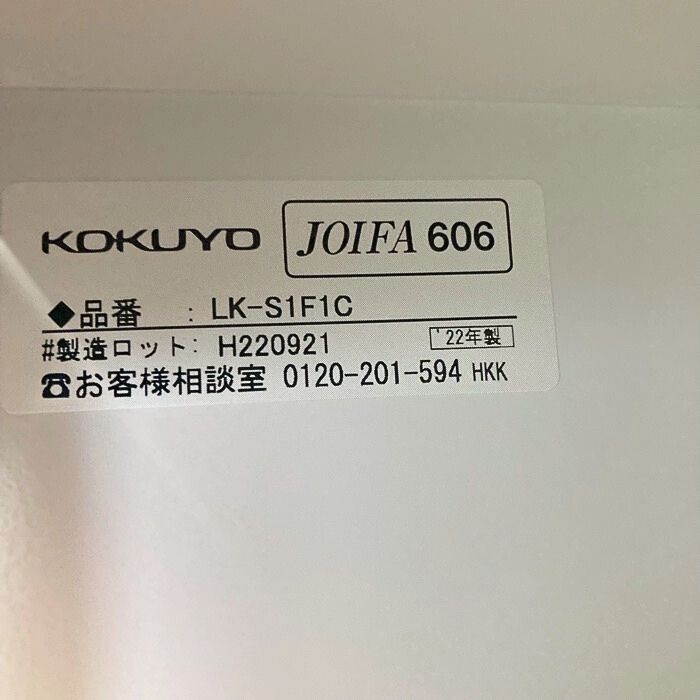 KOKUYO JOIFA 606
◆品番 : LK-S1F1C
#製造ロット: H220921 '22年製
☎お客様相談室 0120-201-594 HKK